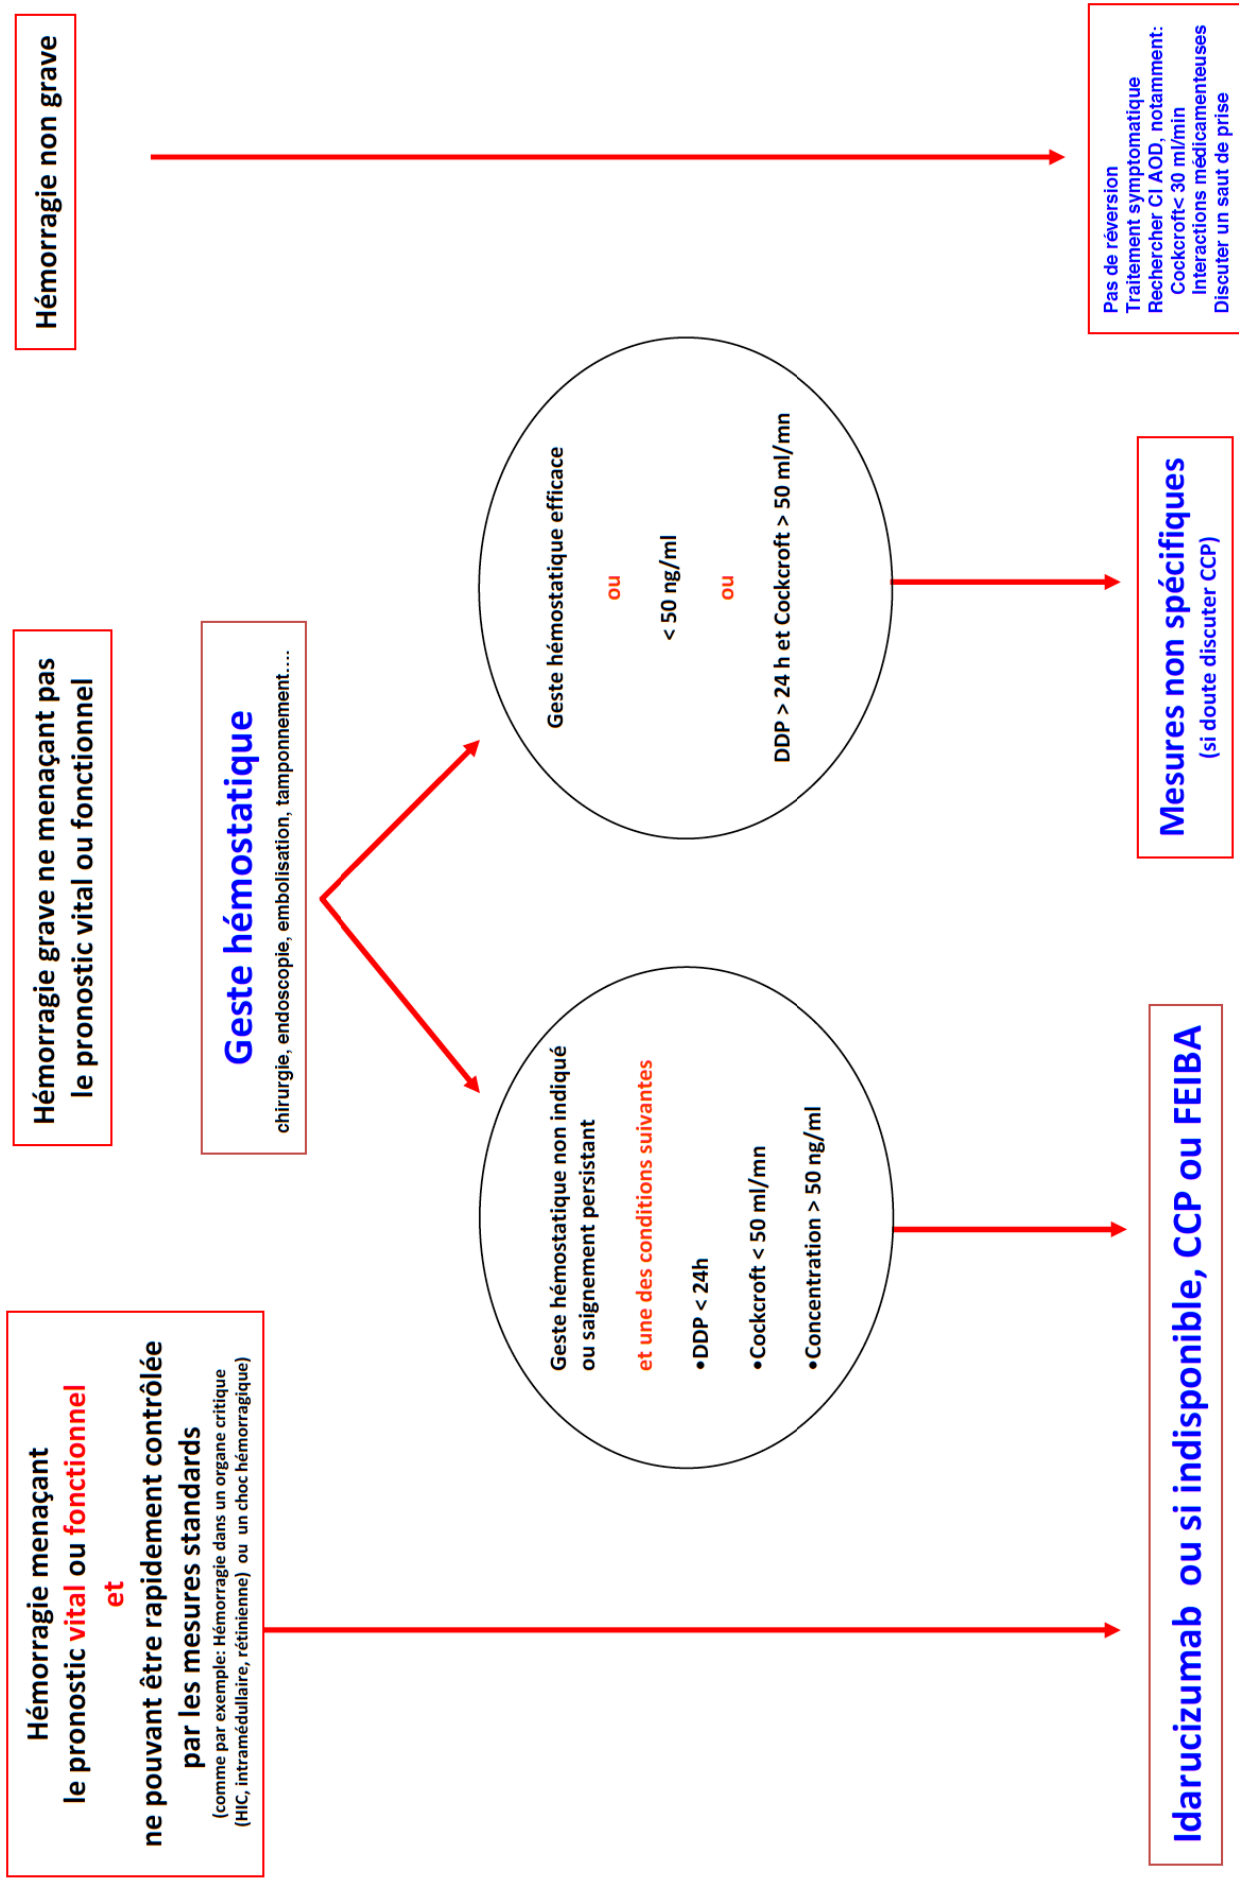 Hémorragie menaçant
le pronostic vital ou fonctionnel
et
ne pouvant être rapidement contrôlée
par les mesures standards
(comme par exemple: Hémorragie dans un organe critique
(HIC, intramédullaire, rétinienne) ou un choc hémorragique)
Hémorragie grave ne menaçant pas
le pronostic vital ou fonctionnel
Hémorragie non grave
Geste hémostatique
chirurgie, endoscopie, embolisation, tamponnement....
Geste hémostatique non indiqué
ou saignement persistant
et une des conditions suivantes
•DDP < 24h
•Cockcroft < 50 ml/mn
•Concentration > 50 ng/ml
Geste hémostatique efficace
ou
< 50 ng/ml
ou
DDP > 24 h et Cockcroft > 50 ml/mn
Idarucizumab ou si indisponible, CCP ou FEIBA
Mesures non spécifiques
(si doute discuter CCP)
Pas de réversion
Traitement symptomatique
Rechercher CI AOD, notamment:
Cockcroft< 30 ml/min
Interactions médicamenteuses
Discuter un saut de prise